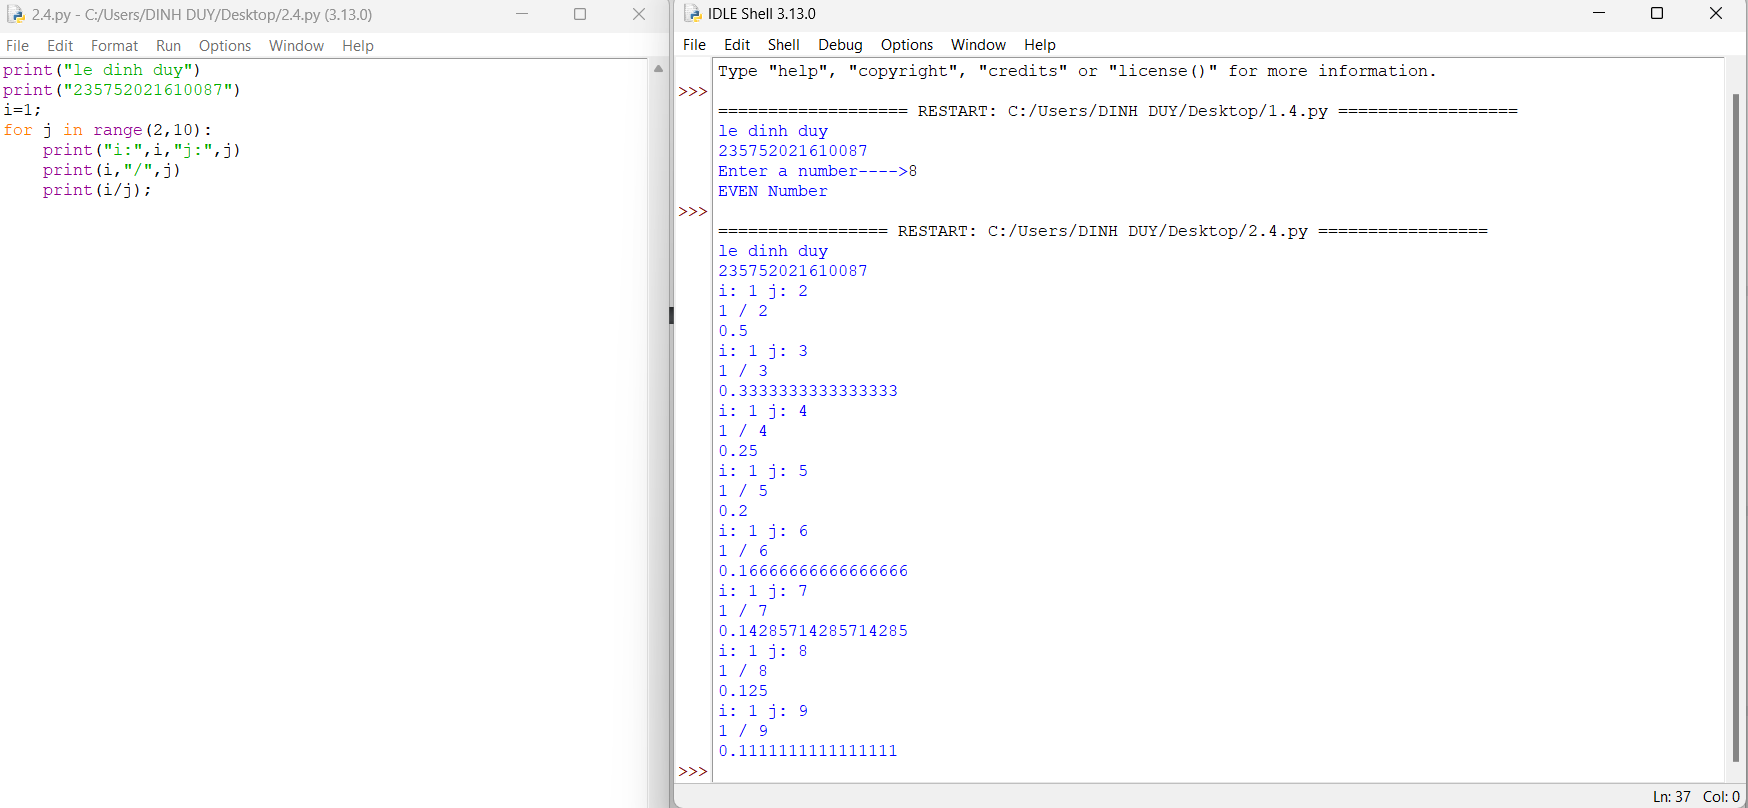 2.4.py - C:/Users/DINH DUY/Desktop/2.4.py (3.13.0)
File Edit Format Run Options Window Help
print("le dinh duy")
print("235752021610087")
i=1;
for j in range(2,10):
    print("i:",i,"j:",j)
    print(i,"/",j)
    print(i/j);
IDLE Shell 3.13.0
File Edit Shell Debug Options Window Help
Type "help", "copyright", "credits" or "license()" for more information.
>>>
=================== RESTART: C:/Users/DINH DUY/Desktop/1.4.py ==================
le dinh duy
235752021610087
Enter a number---->8
EVEN Number
>>>
================= RESTART: C:/Users/DINH DUY/Desktop/2.4.py =================
le dinh duy
235752021610087
i: 1 j: 2
1 / 2
0.5
i: 1 j: 3
1 / 3
0.3333333333333333
i: 1 j: 4
1 / 4
0.25
i: 1 j: 5
1 / 5
0.2
i: 1 j: 6
1 / 6
0.16666666666666666
i: 1 j: 7
1 / 7
0.14285714285714285
i: 1 j: 8
1 / 8
0.125
i: 1 j: 9
1 / 9
0.1111111111111111
>>>
Ln: 37 Col: 0